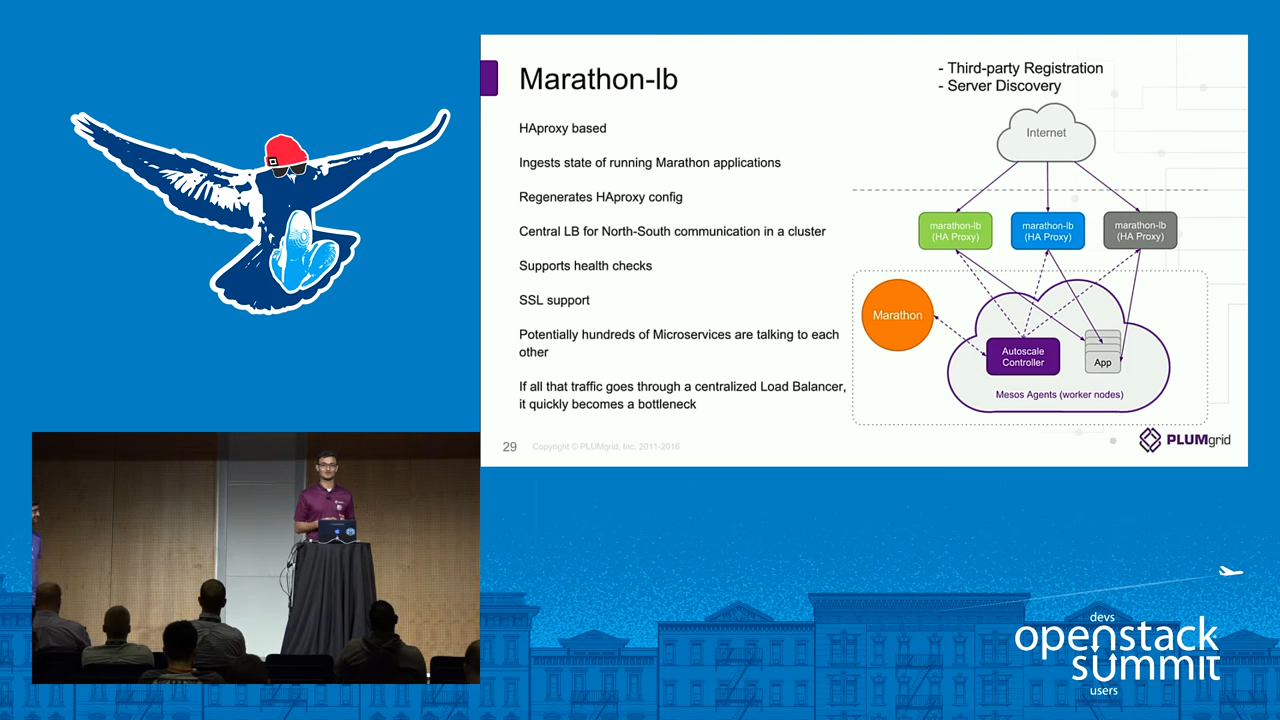 Marathon-lb
- Third-party Registration
- Server Discovery
HAproxy based
Ingests state of running Marathon applications
Regenerates HAproxy config
Central LB for North-South communication in a cluster
Supports health checks
SSL support
Potentially hundreds of Microservices are talking to each
other
If all that traffic goes through a centralized Load Balancer,
it quickly becomes a bottleneck
Internet
marathon-lb
(HA Proxy)
marathon-lb
(HA Proxy)
marathon-lb
(HA Proxy)
Marathon
Autoscale
Controller
App
Mesos Agents (worker nodes)
29
Copyright © PLUMgrid, Inc. 2011-2016
PLUMgrid
devs
openstack
summit
users